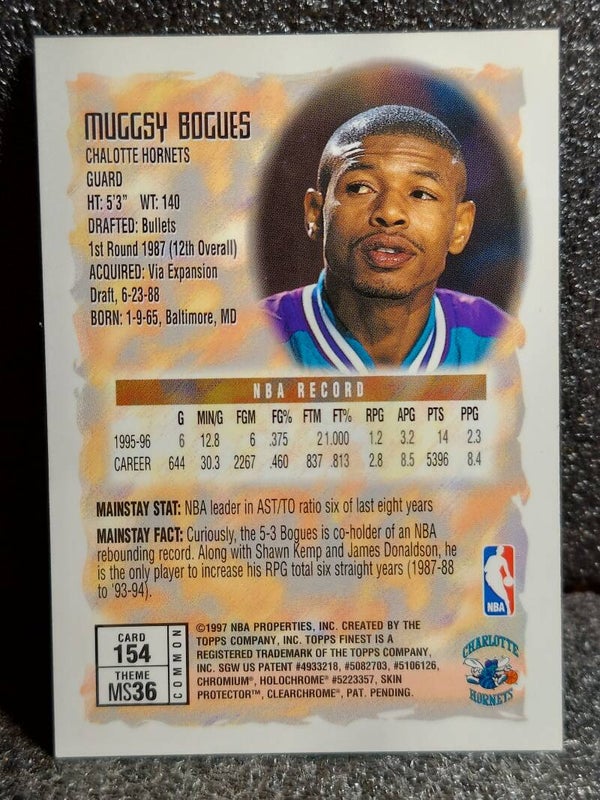 MUGGSY BOGUES
CHALOTTE HORNETS
GUARD
HT: 5'3" WT: 140
DRAFTED: Bullets
1st Round 1987 (12th Overall)
ACQUIRED: Via Expansion
Draft, 6-23-88
BORN: 1-9-65, Baltimore, MD
NBA RECORD
G MIN/G FGM FG% FTM FT% RPG APG PTS PPG
1995-96 6 12.8 6 .375 2 1.000 1.2 3.2 14 2.3
CAREER 644 30.3 2267 .460 837 .813 2.8 8.5 5396 8.4
MAINSTAY STAT: NBA leader in AST/TO ratio six of last eight years
MAINSTAY FACT: Curiously, the 5-3 Bogues is co-holder of an NBA
rebounding record. Along with Shawn Kemp and James Donaldson, he
is the only player to increase his RPG total six straight years (1987-88
to '93-94).
NBA
CARD
154
THEME
MS36
COMMON
©1997 NBA PROPERTIES, INC. CREATED BY THE
TOPPS COMPANY, INC. TOPPS FINEST IS A
REGISTERED TRADEMARK OF THE TOPPS COMPANY,
INC. SGW US PATENT #4933218, #5082703, #5106126,
CHROMIUM®, HOLOCHROME® #5223357, SKIN
PROTECTOR™, CLEARCHROME®, PAT. PENDING.
CHARLOTTE
HORNETS